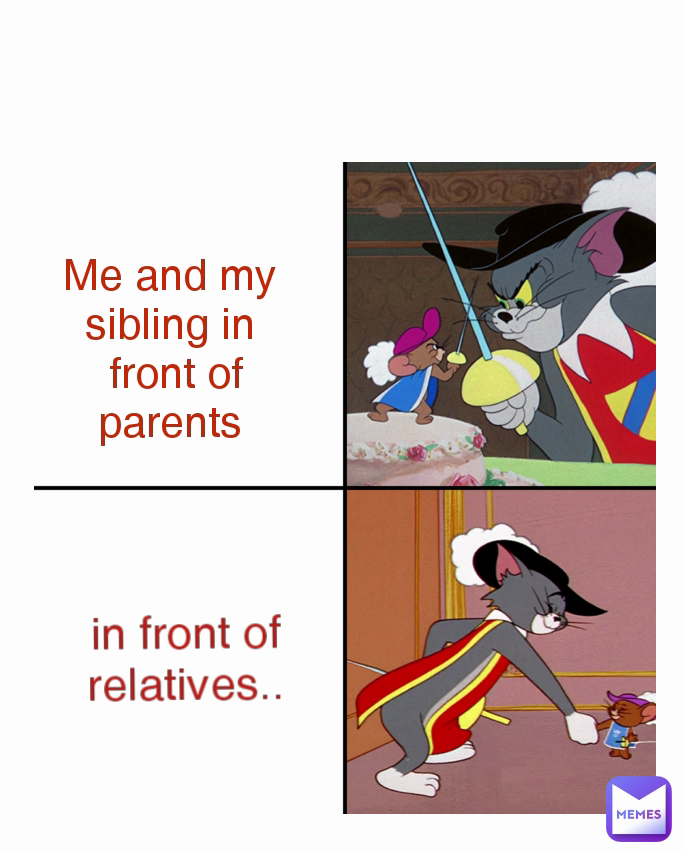 Me and my
sibling in
front of
parents
in front of
relatives..
MEMES